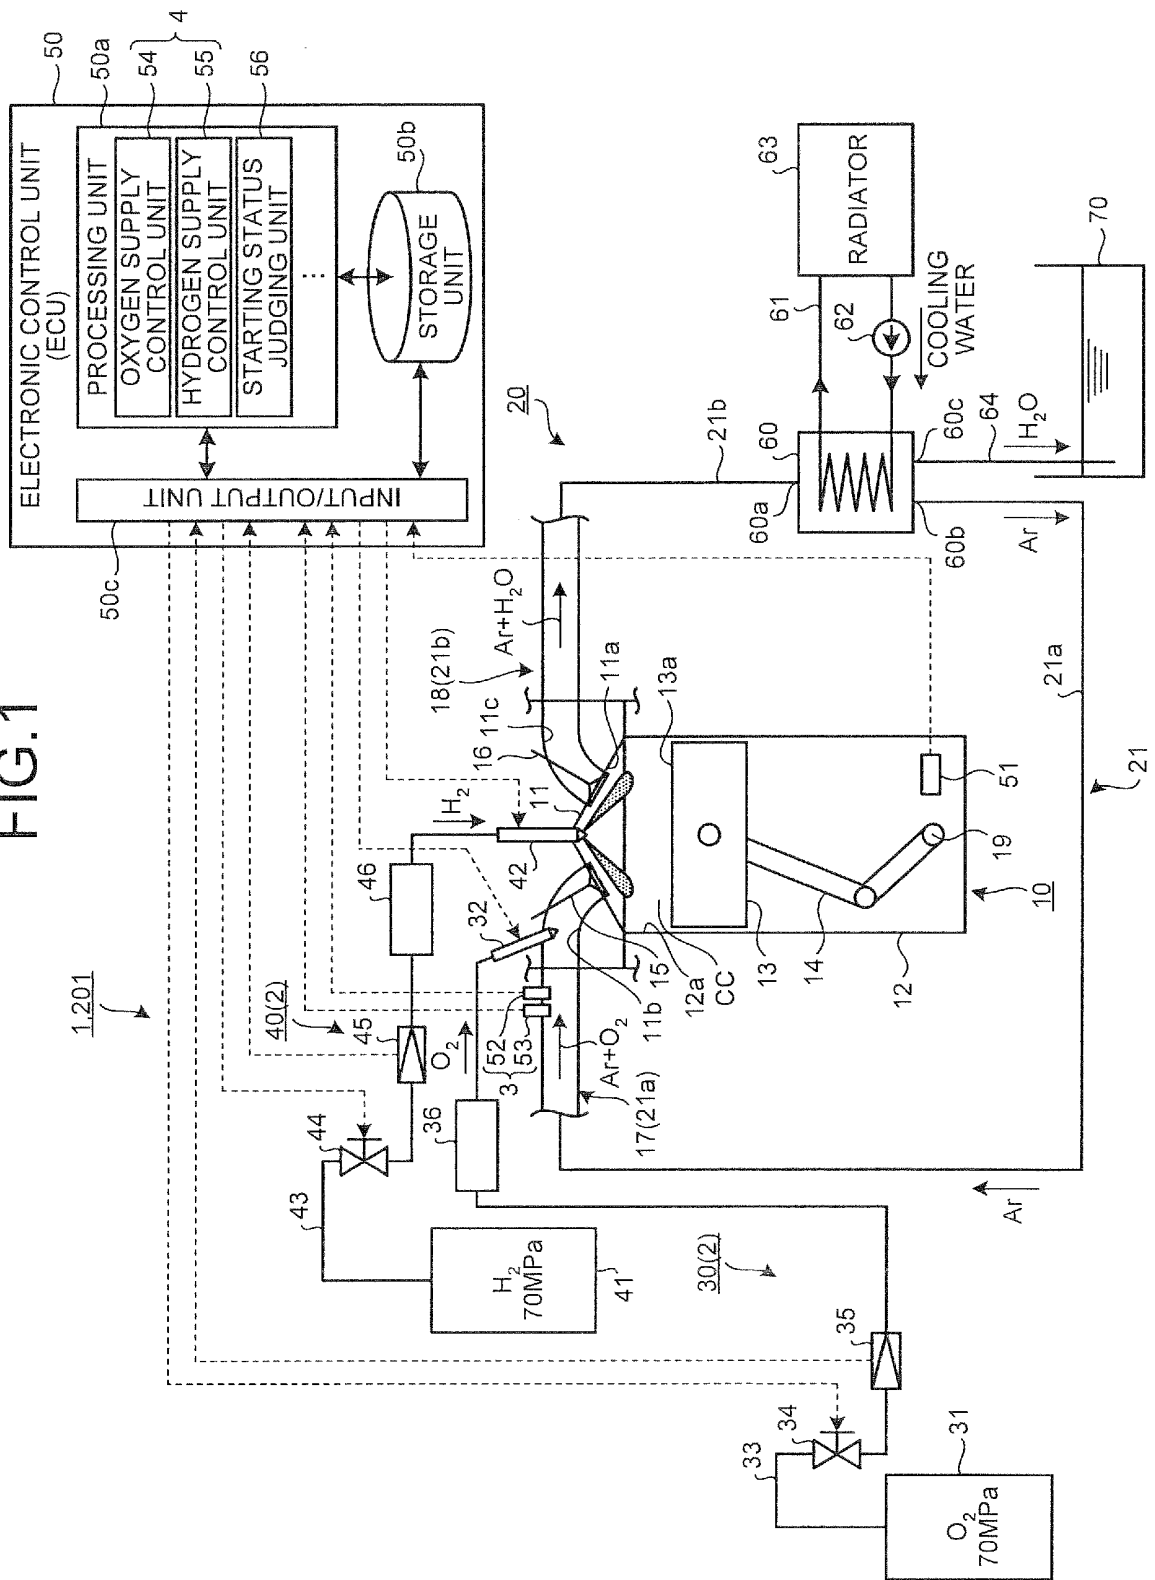 FIG.1
1,201
ELECTRONIC CONTROL UNIT
(ECU)
50
PROCESSING UNIT
50a
OXYGEN SUPPLY
CONTROL UNIT
54
4
HYDROGEN SUPPLY
CONTROL UNIT
55
STARTING STATUS
JUDGING UNIT
56
...
STORAGE
UNIT
50b
INPUT/OUTPUT UNIT
50c
43
44
40(2)
45
46
H2
70MPa
41
O2
36
3
52
53
32
H2
42
11
16
11c
18(21b)
Ar+H2O
11a
13a
20
21b
Ar+O2
17(21a)
11b
15
12a
CC
13
14
12
10
19
51
30(2)
33
34
35
O2
70MPa
31
Ar
21
21a
Ar
60a
60
60b
60c
64
H2O
61
62
COOLING
WATER
RADIATOR
63
70